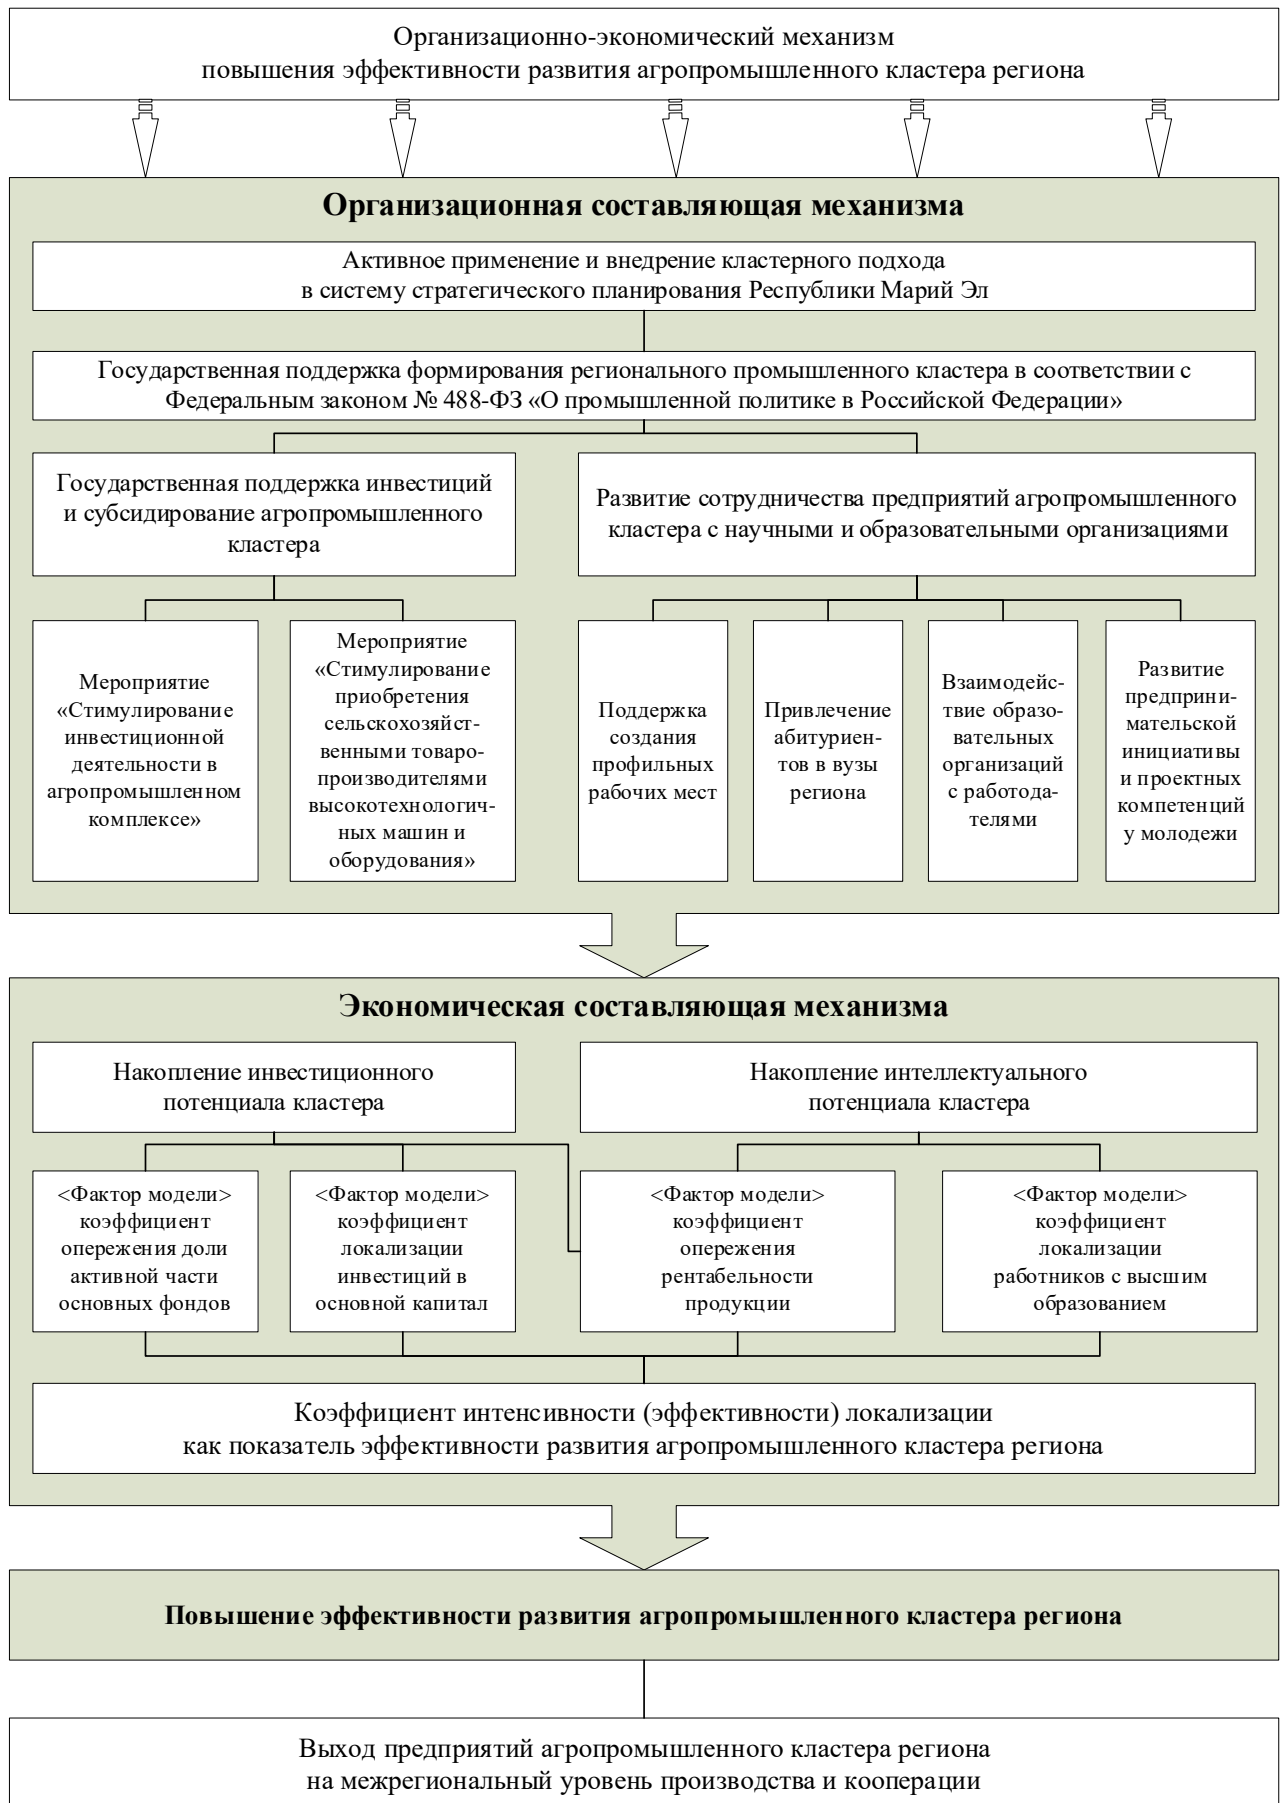 Организационно-экономический механизм
повышения эффективности развития агропромышленного кластера региона
Организационная составляющая механизма
Активное применение и внедрение кластерного подхода
в систему стратегического планирования Республики Марий Эл
Государственная поддержка формирования регионального промышленного кластера в соответствии с
Федеральным законом № 488-ФЗ «О промышленной политике в Российской Федерации»
Государственная поддержка инвестиций
и субсидирование агропромышленного
кластера
Развитие сотрудничества предприятий агропромышленного
кластера с научными и образовательными организациями
Мероприятие
«Стимулирование
инвестиционной
деятельности в
агропромышленном
комплексе»
Мероприятие
«Стимулирование
приобретения
сельскохозяйст-
венными товаро-
производителями
высокотехнологич-
ных машин и
оборудования»
Поддержка
создания
профильных
рабочих мест
Привлечение
абитуриен-
тов в вузы
региона
Взаимодейс-
твие образо-
вательных
организаций
с работода-
телями
Развитие
предприни-
мательской
инициативы
и проектных
компетенций
у молодежи
Экономическая составляющая механизма
Накопление инвестиционного
потенциала кластера
Накопление интеллектуального
потенциала кластера
<Фактор модели>
коэффициент
опережения доли
активной части
основных фондов
<Фактор модели>
коэффициент
локализации
инвестиций в
основной капитал
<Фактор модели>
коэффициент
опережения
рентабельности
продукции
<Фактор модели>
коэффициент
локализации
работников с высшим
образованием
Коэффициент интенсивности (эффективности) локализации
как показатель эффективности развития агропромышленного кластера региона
Повышение эффективности развития агропромышленного кластера региона
Выход предприятий агропромышленного кластера региона
на межрегиональный уровень производства и кооперации